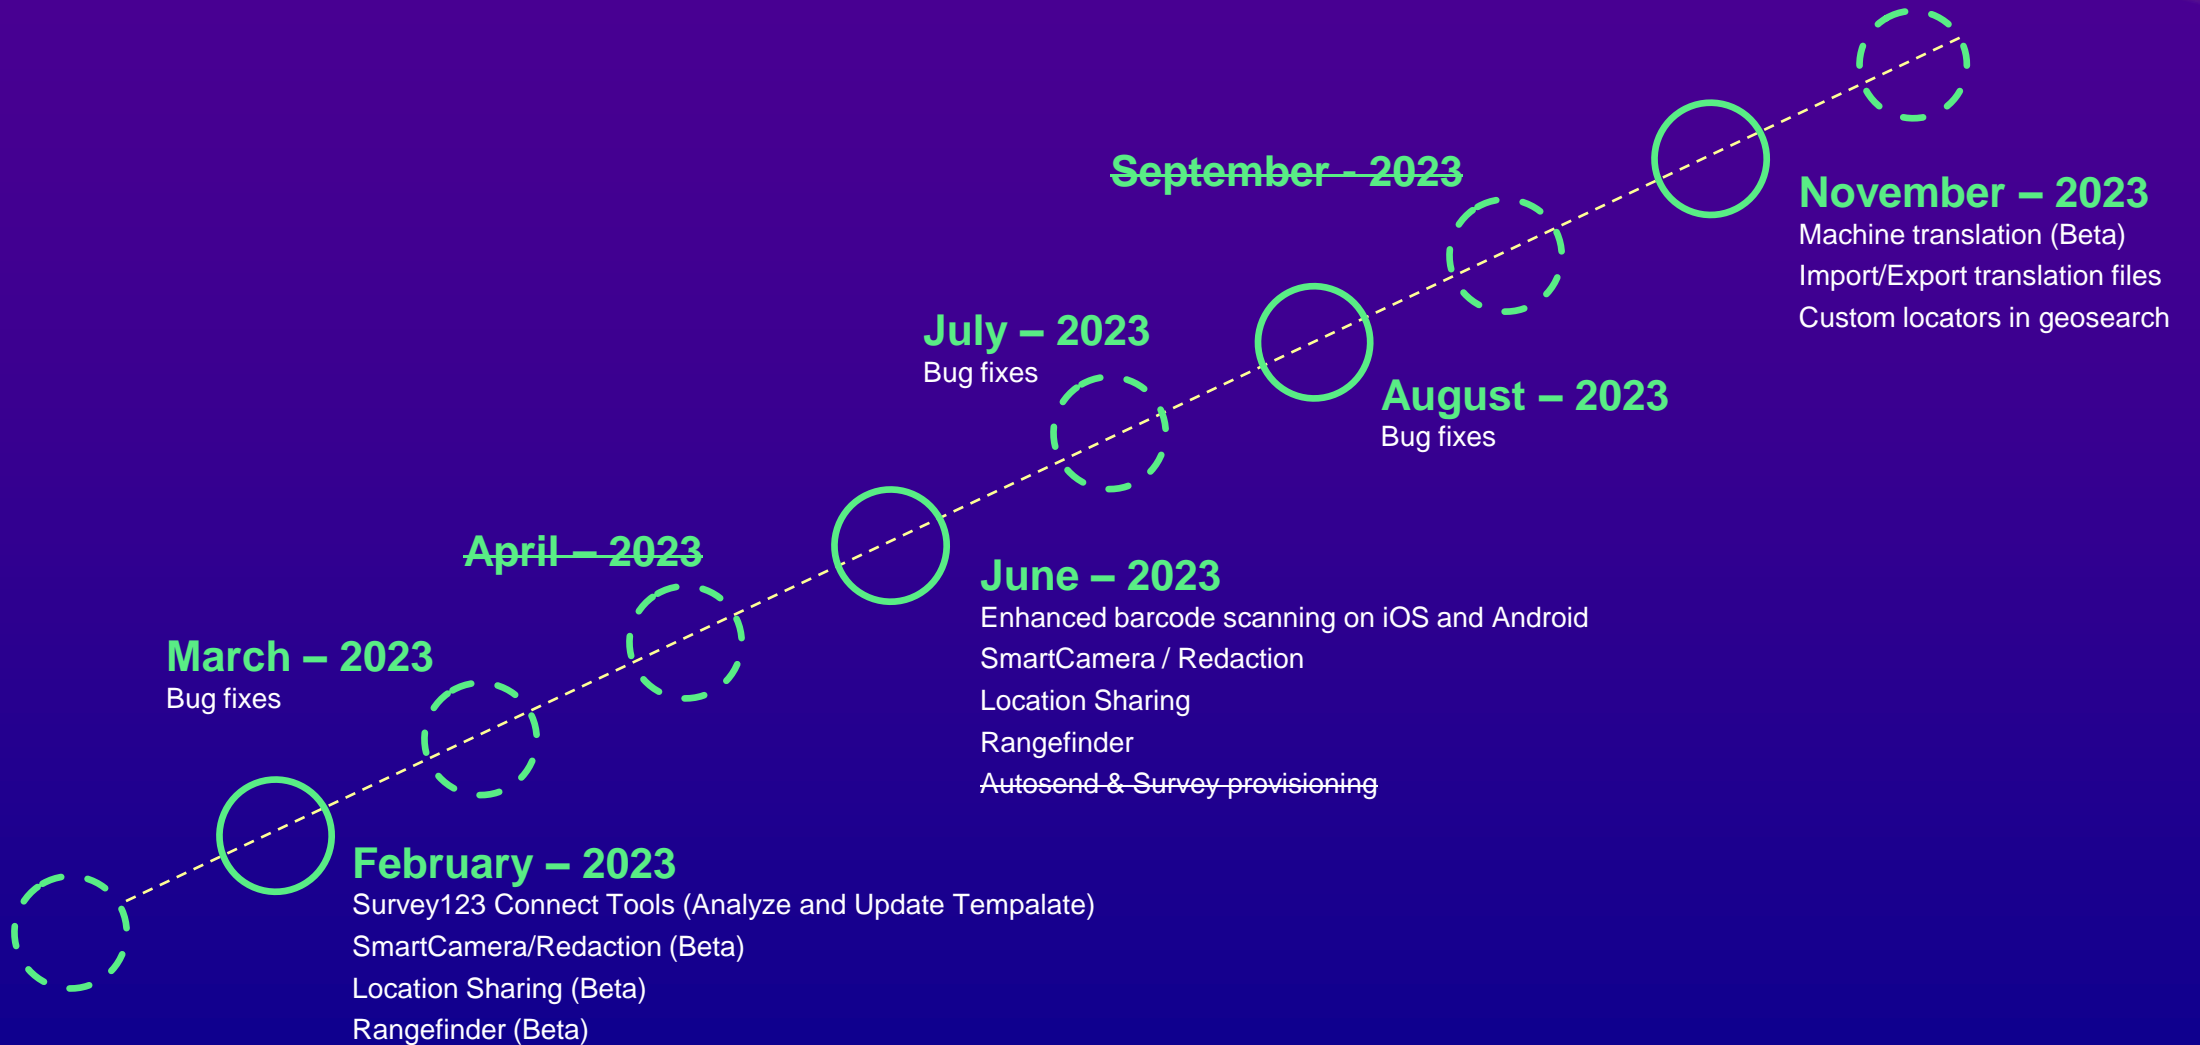 September - 2023
November – 2023
Machine translation (Beta)
Import/Export translation files
Custom locators in geosearch
July – 2023
Bug fixes
August – 2023
Bug fixes
April – 2023
June – 2023
Enhanced barcode scanning on iOS and Android
SmartCamera / Redaction
Location Sharing
Rangefinder
Autosend & Survey provisioning
March – 2023
Bug fixes
February – 2023
Survey123 Connect Tools (Analyze and Update Tempalate)
SmartCamera/Redaction (Beta)
Location Sharing (Beta)
Rangefinder (Beta)